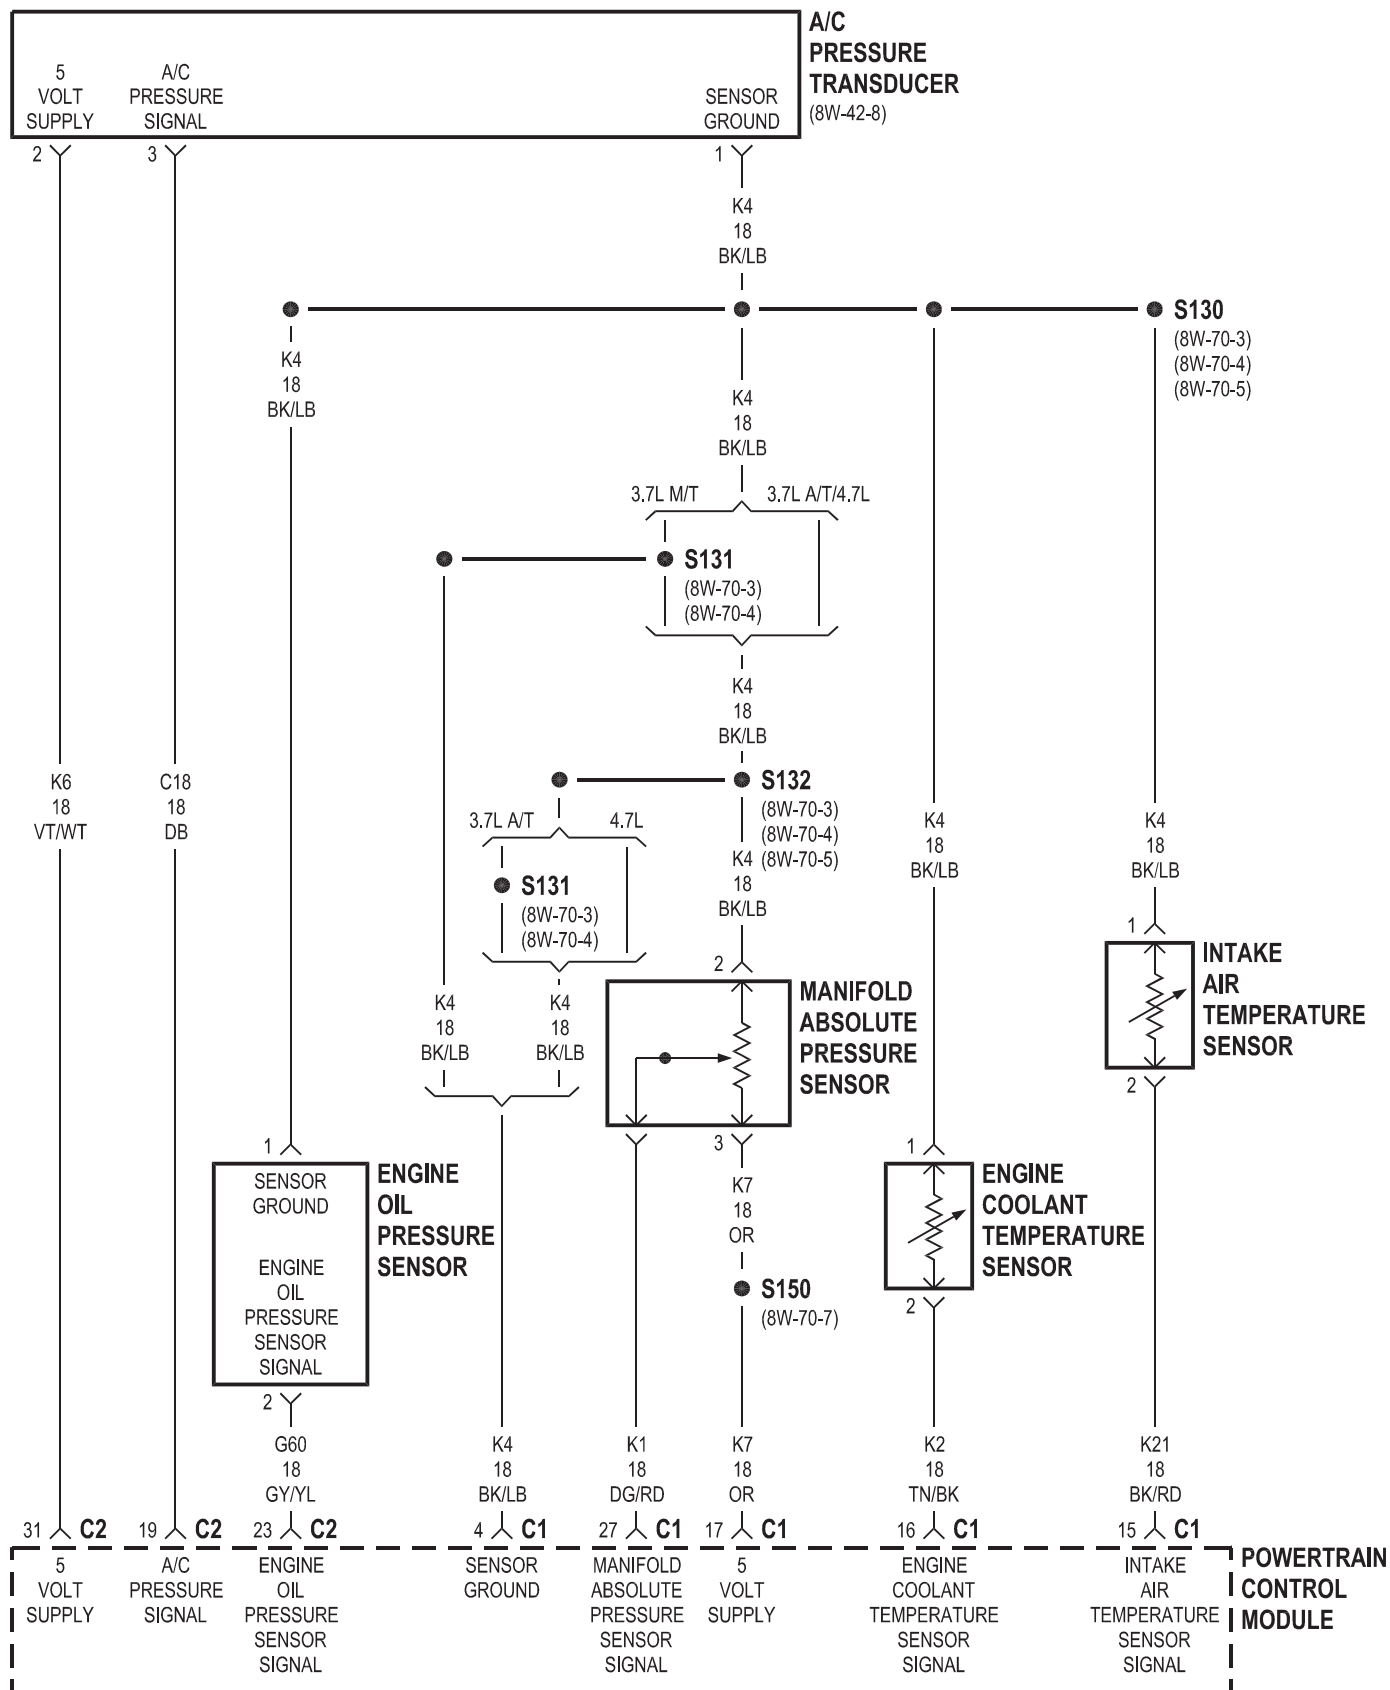 A/C
PRESSURE
TRANSDUCER
(8W-42-8)
5
VOLT
SUPPLY
A/C
PRESSURE
SIGNAL
SENSOR
GROUND
2
3
1
K4
18
BK/LB
S130
(8W-70-3)
(8W-70-4)
(8W-70-5)
K4
18
BK/LB
K4
18
BK/LB
3.7L M/T
3.7L A/T/4.7L
S131
(8W-70-3)
(8W-70-4)
K4
18
BK/LB
K6
18
VT/WT
C18
18
DB
S132
(8W-70-3)
(8W-70-4)
(8W-70-5)
3.7L A/T
4.7L
S131
(8W-70-3)
(8W-70-4)
K4
18
BK/LB
K4
18
BK/LB
K4
18
BK/LB
1
INTAKE
AIR
TEMPERATURE
SENSOR
2
2
MANIFOLD
ABSOLUTE
PRESSURE
SENSOR
3
K4
18
BK/LB
K4
18
BK/LB
1
SENSOR
GROUND
ENGINE
OIL
PRESSURE
SENSOR
SIGNAL
ENGINE
OIL
PRESSURE
SENSOR
2
K7
18
OR
S150
(8W-70-7)
1
ENGINE
COOLANT
TEMPERATURE
SENSOR
2
G60
18
GY/YL
K4
18
BK/LB
K1
18
DG/RD
K7
18
OR
K2
18
TN/BK
K21
18
BK/RD
31 C2
19 C2
23 C2
4 C1
27 C1
17 C1
16 C1
15 C1
5
VOLT
SUPPLY
A/C
PRESSURE
SIGNAL
ENGINE
OIL
PRESSURE
SENSOR
SIGNAL
SENSOR
GROUND
MANIFOLD
ABSOLUTE
PRESSURE
SENSOR
SIGNAL
5
VOLT
SUPPLY
ENGINE
COOLANT
TEMPERATURE
SENSOR
SIGNAL
INTAKE
AIR
TEMPERATURE
SENSOR
SIGNAL
POWERTRAIN
CONTROL
MODULE